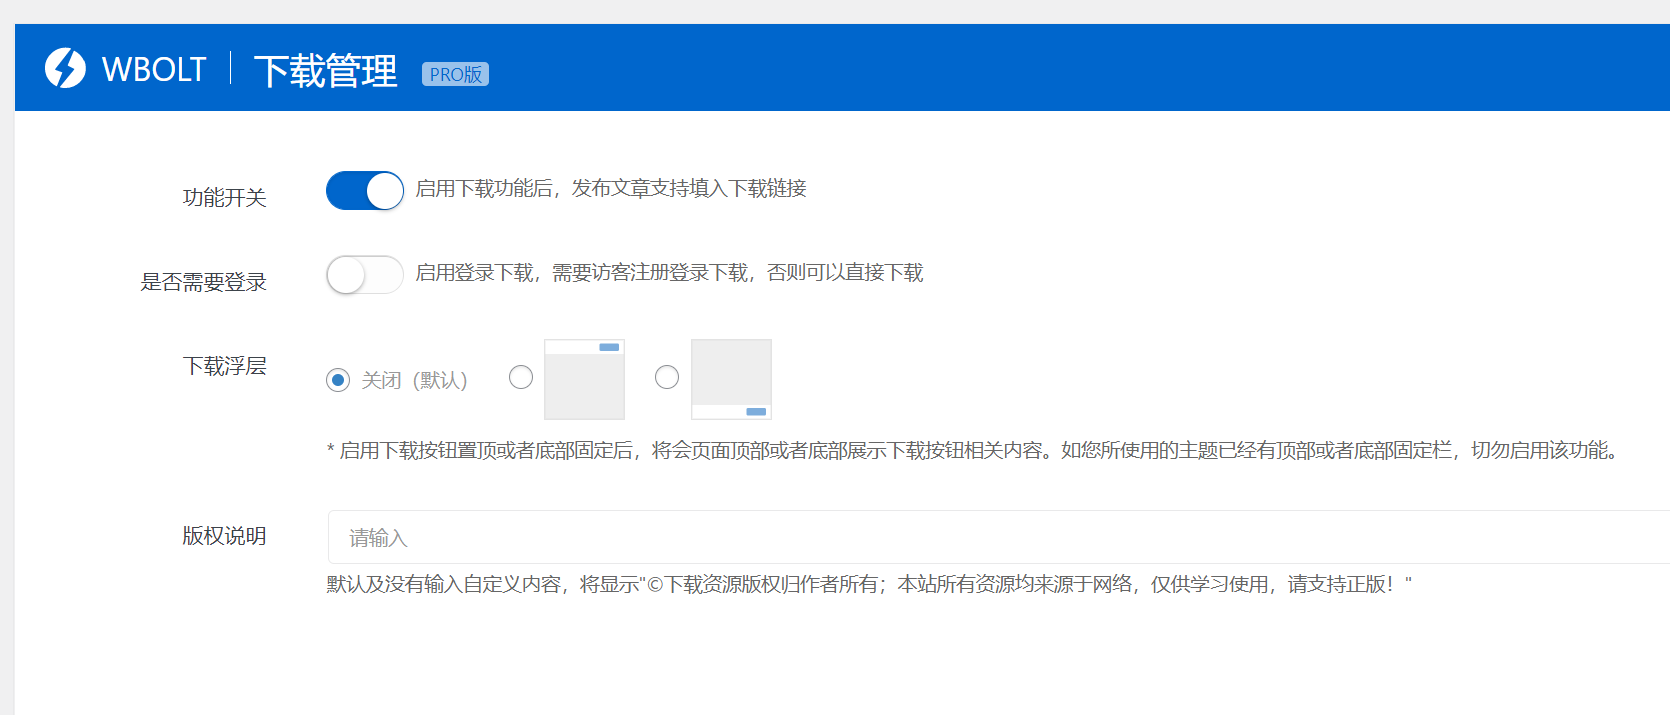 WBOLT 下载管理 PRO版
功能开关 启用下载功能后，发布文章支持填入下载链接
是否需要登录 启用登录下载，需要访客注册登录下载，否则可以直接下载
下载浮层 关闭（默认）
* 启用下载按钮置顶或者底部固定后，将会页面顶部或者底部展示下载按钮相关内容。如您所使用的主题已经有顶部或者底部固定栏，切勿启用该功能。
版权说明 请输入
默认及没有输入自定义内容，将显示"©下载资源版权归作者所有；本站所有资源均来源于网络，仅供学习使用，请支持正版！"